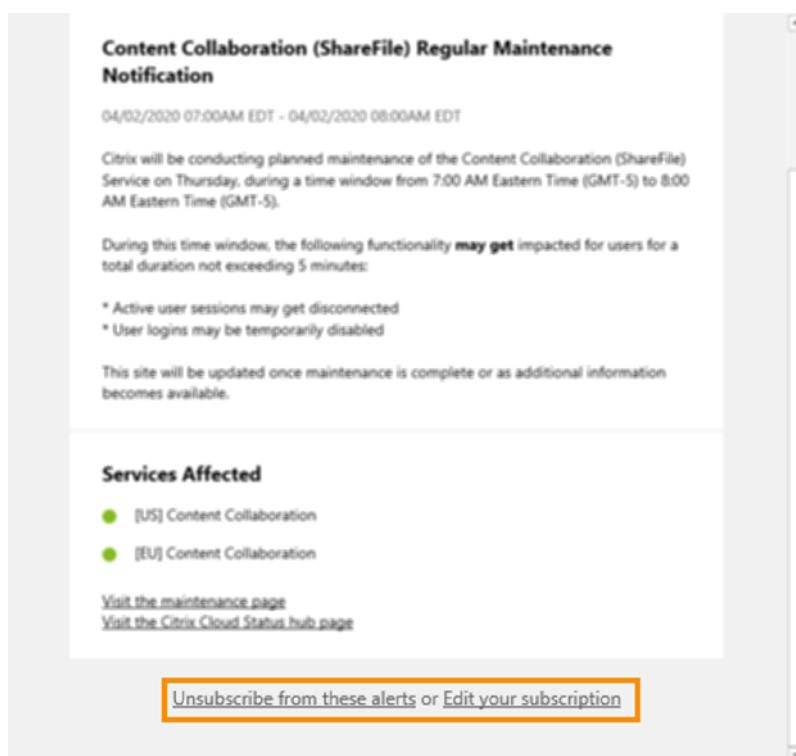 Content Collaboration (ShareFile) Regular Maintenance
Notification
04/02/2020 07:00AM EDT - 04/02/2020 08:00AM EDT
Citrix will be conducting planned maintenance of the Content Collaboration (ShareFile)
Service on Thursday, during a time window from 7:00 AM Eastern Time (GMT-5) to 8:00
AM Eastern Time (GMT-5).
During this time window, the following functionality may get impacted for users for a
total duration not exceeding 5 minutes:
* Active user sessions may get disconnected
* User logins may be temporarily disabled
This site will be updated once maintenance is complete or as additional information
becomes available.
Services Affected
[US] Content Collaboration
[EU] Content Collaboration
Visit the maintenance page
Visit the Citrix Cloud Status hub page
Unsubscribe from these alerts or Edit your subscription